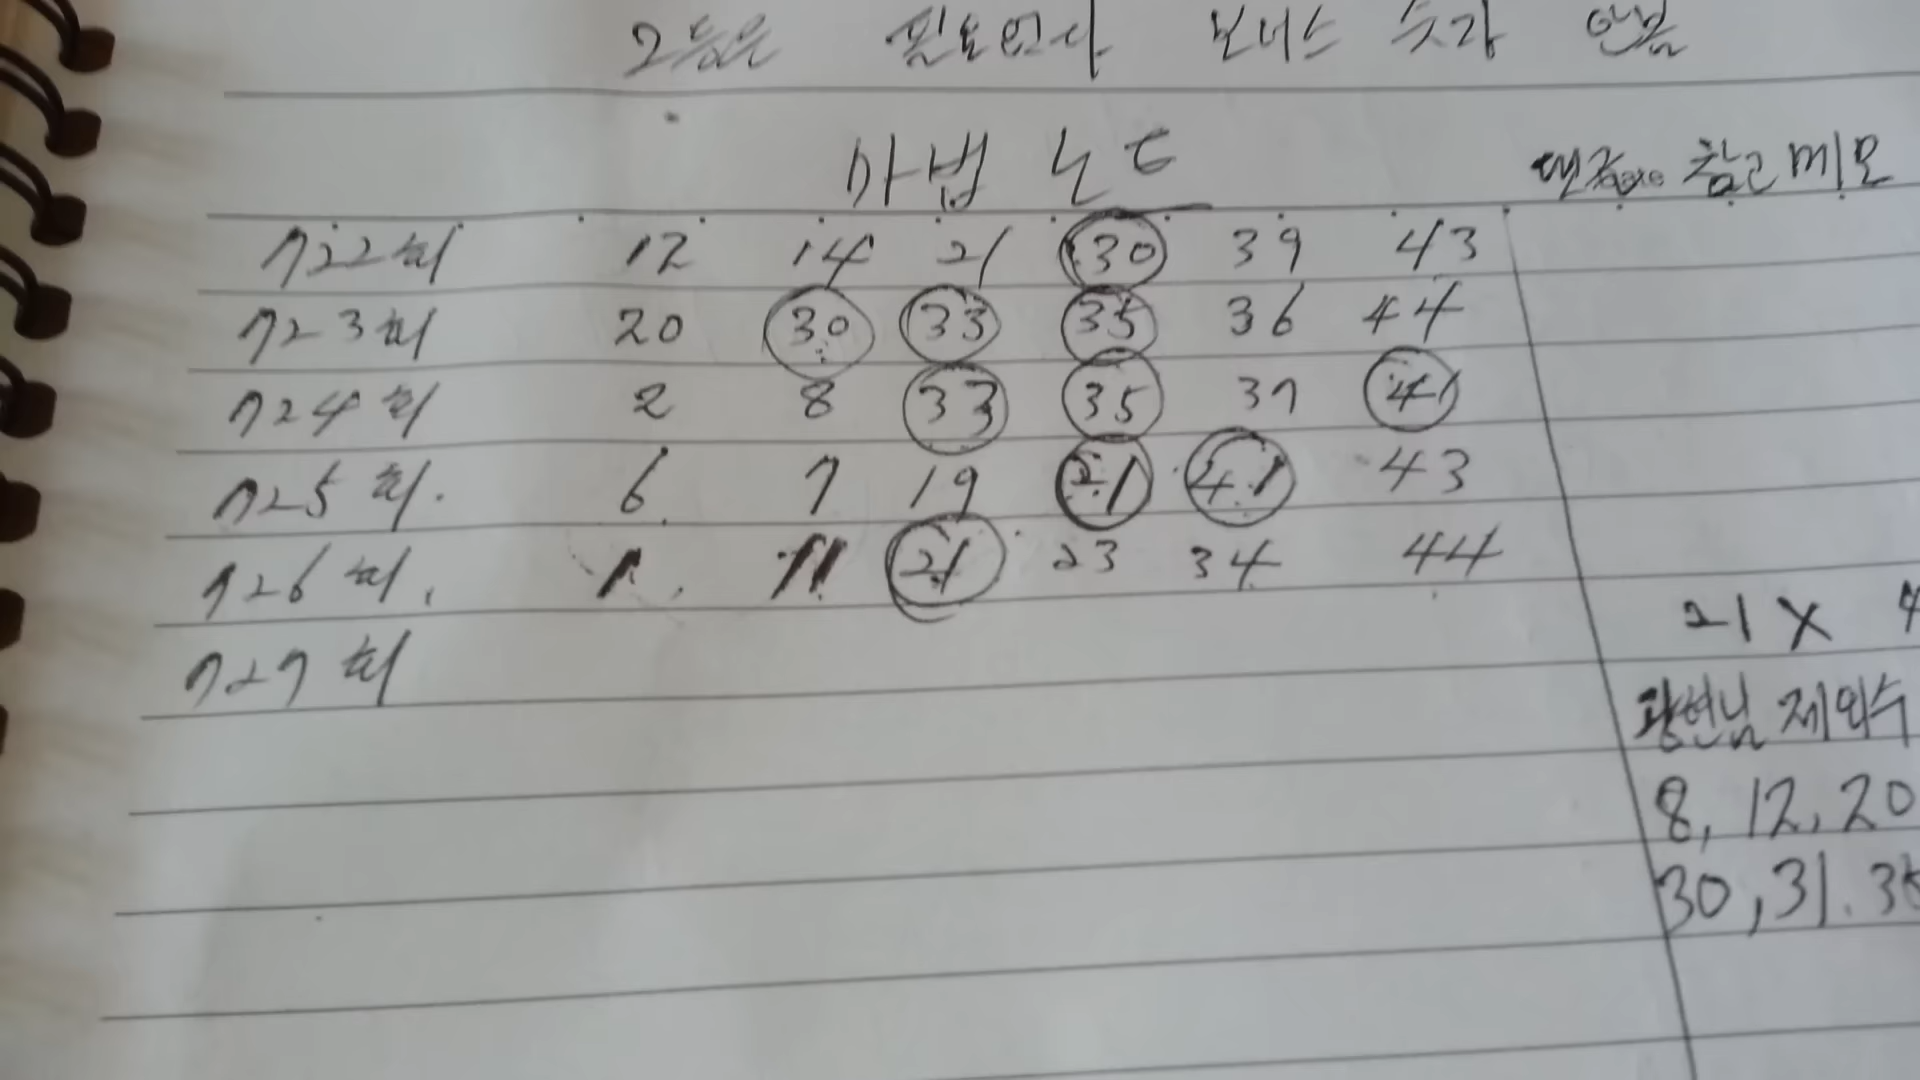 2등은 필요없다 보너스 숫자 안봄
마법 노트
참고 메모
722회 12 14 21 30 39 43
723회 20 30 33 35 36 44
724회 2 8 33 35 37 41
725회. 6 7 19 21 41 43
726회. 1. 11 21 23 34 44
727회
21 X
광현님 제외수
8, 12, 20
30, 31.